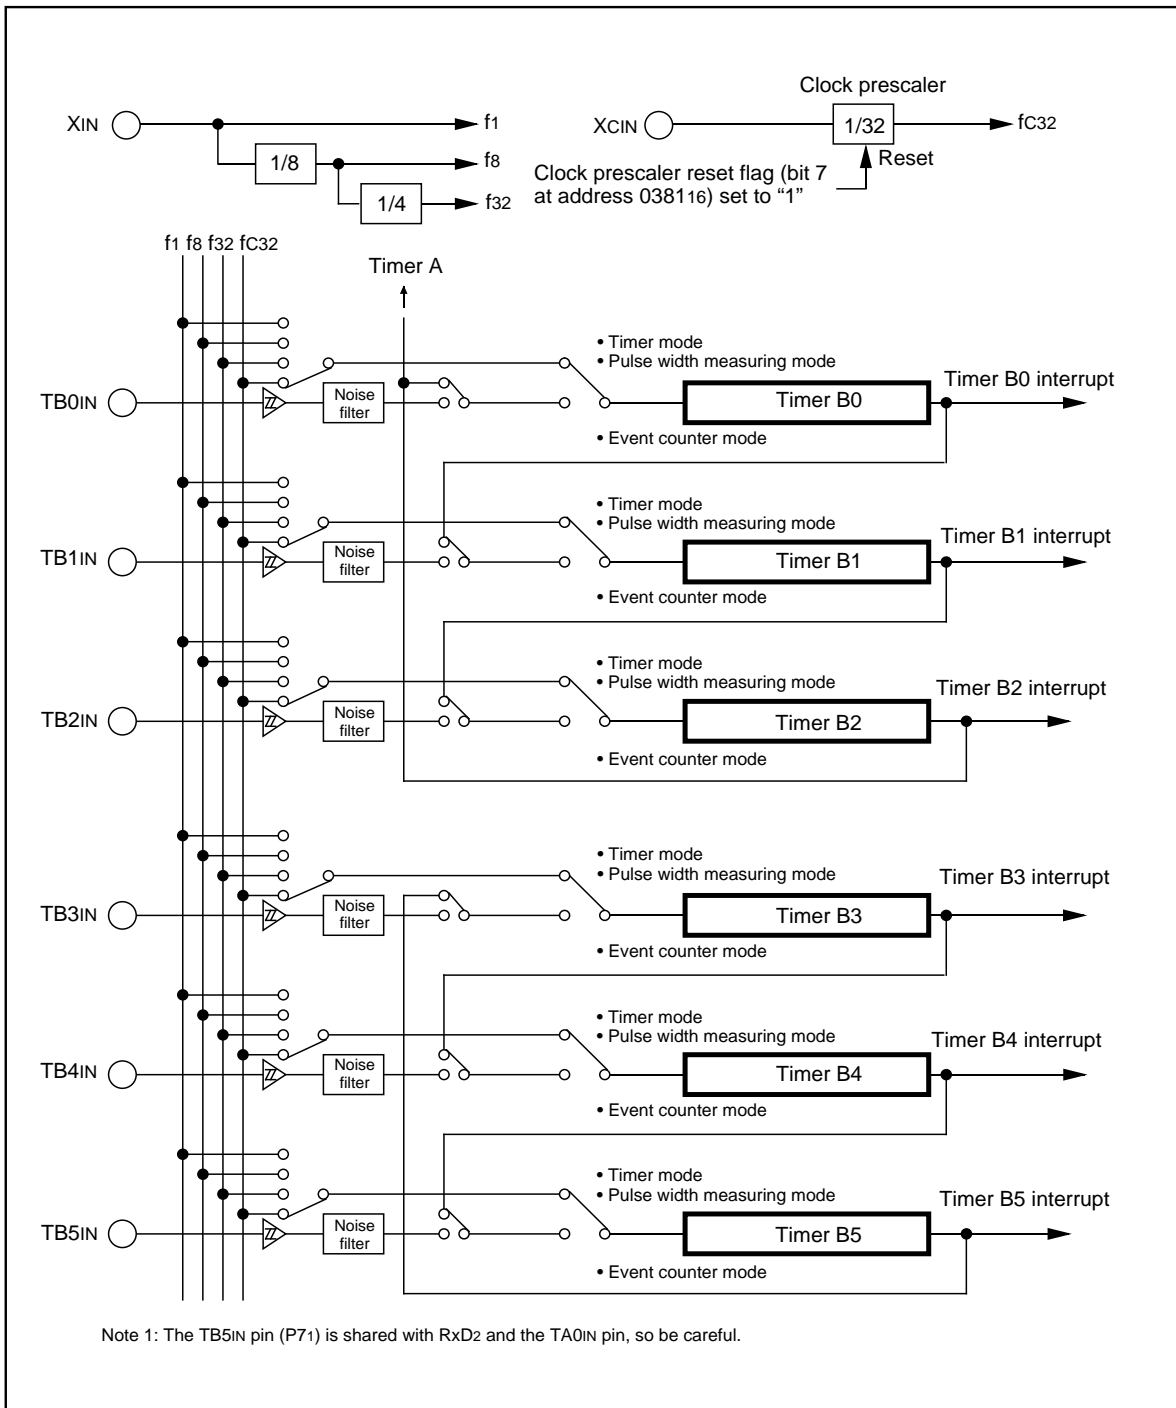 Clock prescaler
XIN
f1
XCIN
1/32
fC32
1/8
f8
Reset
Clock prescaler reset flag (bit 7
at address 038116) set to “1”
1/4
f32
f1 f8 f32 fC32
Timer A
• Timer mode
• Pulse width measuring mode
TB0IN
Noise
filter
Timer B0
Timer B0 interrupt
• Event counter mode
• Timer mode
• Pulse width measuring mode
TB1IN
Noise
filter
Timer B1
Timer B1 interrupt
• Event counter mode
• Timer mode
• Pulse width measuring mode
TB2IN
Noise
filter
Timer B2
Timer B2 interrupt
• Event counter mode
• Timer mode
• Pulse width measuring mode
TB3IN
Noise
filter
Timer B3
Timer B3 interrupt
• Event counter mode
• Timer mode
• Pulse width measuring mode
TB4IN
Noise
filter
Timer B4
Timer B4 interrupt
• Event counter mode
• Timer mode
• Pulse width measuring mode
TB5IN
Noise
filter
Timer B5
Timer B5 interrupt
• Event counter mode
Note 1: The TB5IN pin (P71) is shared with RxD2 and the TA0IN pin, so be careful.